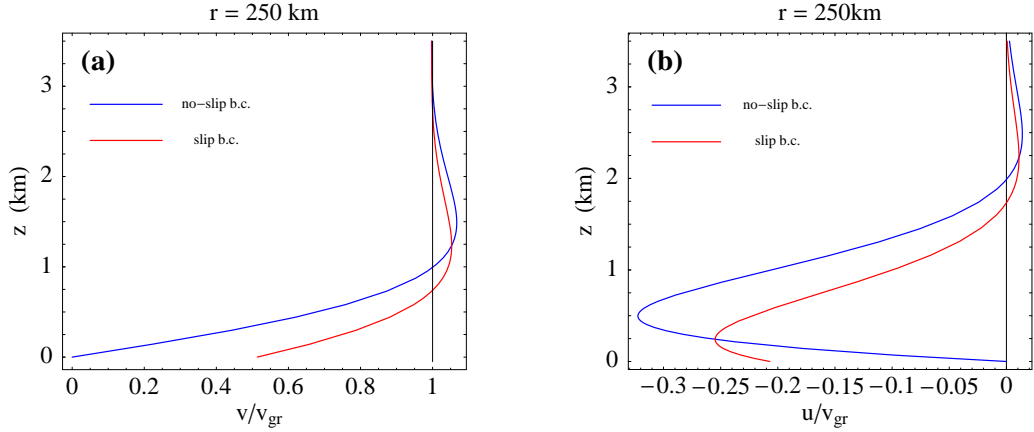 r = 250 km
(a)
no-slip b.c.
slip b.c.
z (km)
3
2
1
0
0 0.2 0.4 0.6 0.8 1
v/v_gr
r = 250km
(b)
no-slip b.c.
slip b.c.
z (km)
3
2
1
0
−0.3 −0.25 −0.2 −0.15 −0.1 −0.05 0
u/v_gr